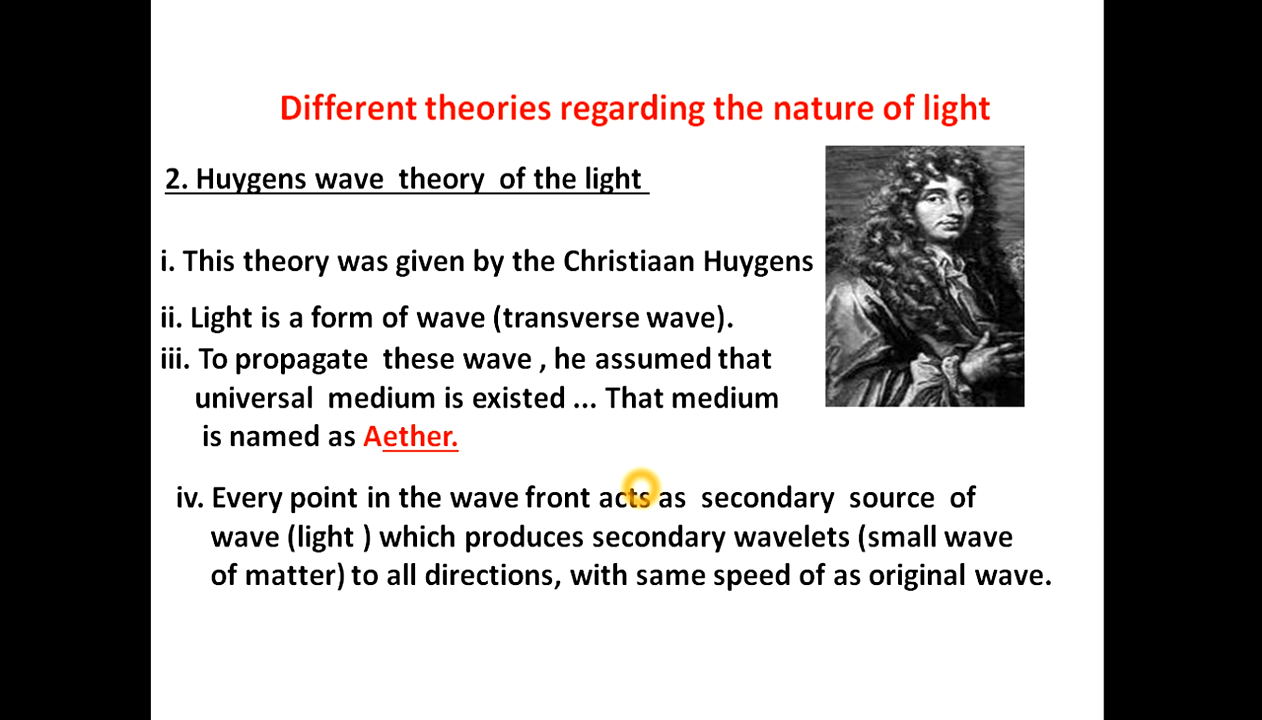 Different theories regarding the nature of light
2. Huygens wave theory of the light
i. This theory was given by the Christiaan Huygens
ii. Light is a form of wave (transverse wave).
iii. To propagate these wave , he assumed that
universal medium is existed ... That medium
is named as Aether.
iv. Every point in the wave front acts as secondary source of
wave (light ) which produces secondary wavelets (small wave
of matter) to all directions, with same speed of as original wave.